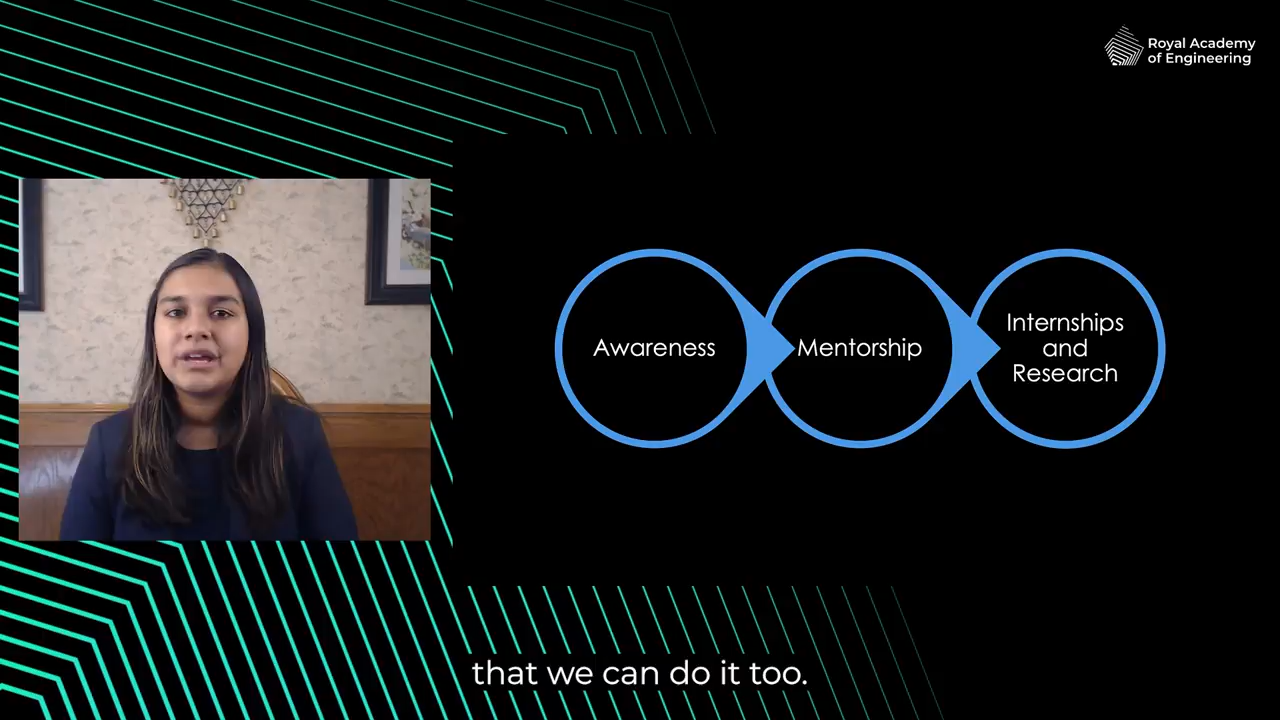 Royal Academy
of Engineering
Awareness
Mentorship
Internships
and
Research
that we can do it too.